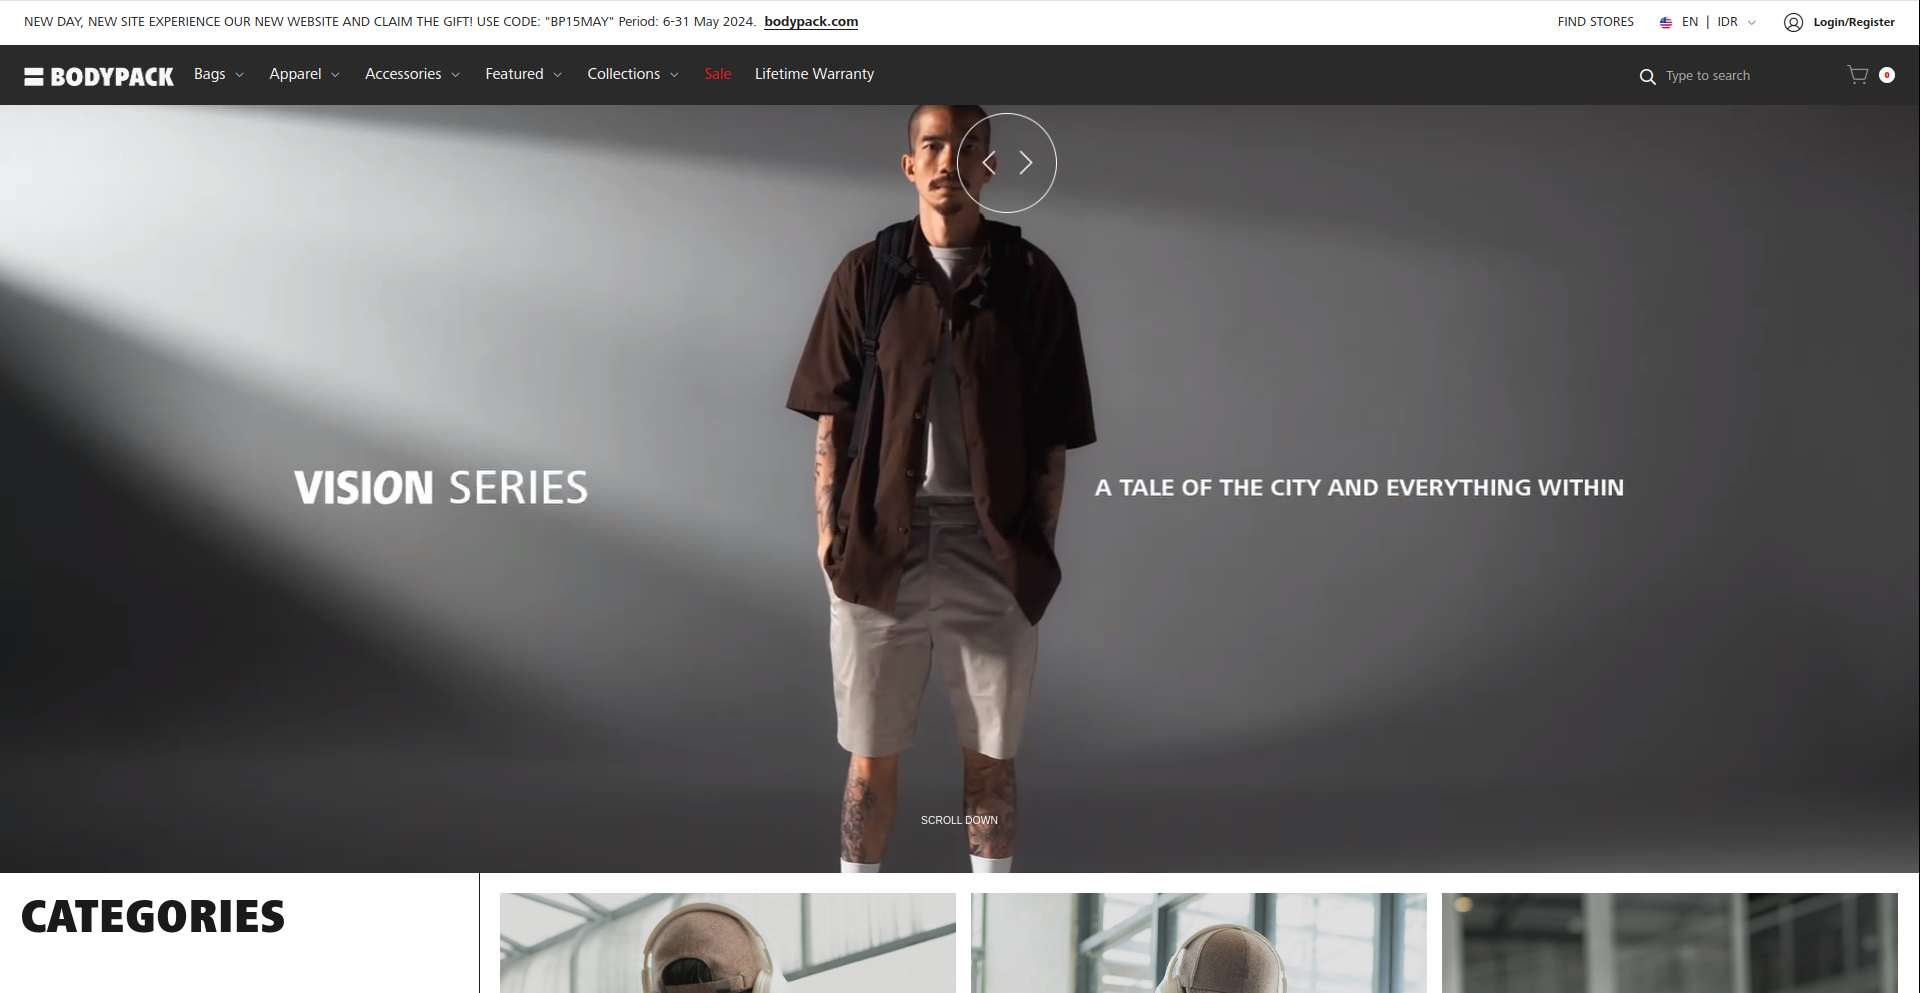 NEW DAY, NEW SITE EXPERIENCE OUR NEW WEBSITE AND CLAIM THE GIFT! USE CODE: "BP15MAY" Period: 6-31 May 2024. bodypack.com
FIND STORES
EN | IDR
Login/Register
BODYPACK
Bags
Apparel
Accessories
Featured
Collections
Sale
Lifetime Warranty
Type to search
0
VISION SERIES
A TALE OF THE CITY AND EVERYTHING WITHIN
SCROLL DOWN
CATEGORIES